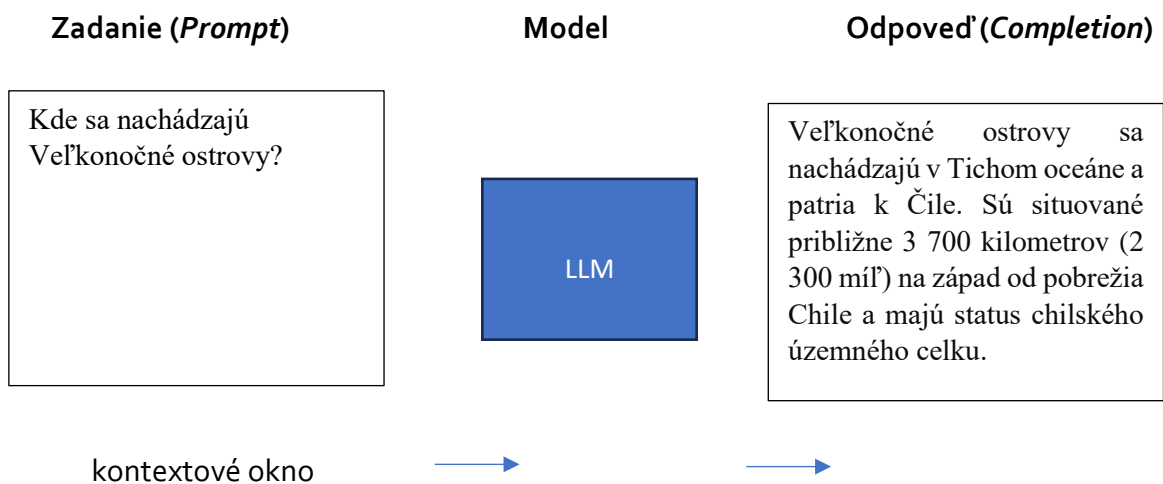 Zadanie (Prompt)
Model
Odpoveď (Completion)
Kde sa nachádzajú
Veľkonočné ostrovy?
LLM
Veľkonočné ostrovy sa
nachádzajú v Tichom oceáne a
patria k Čile. Sú situované
približne 3 700 kilometrov (2
300 míľ) na západ od pobrežia
Chile a majú status chilského
územného celku.
kontextové okno